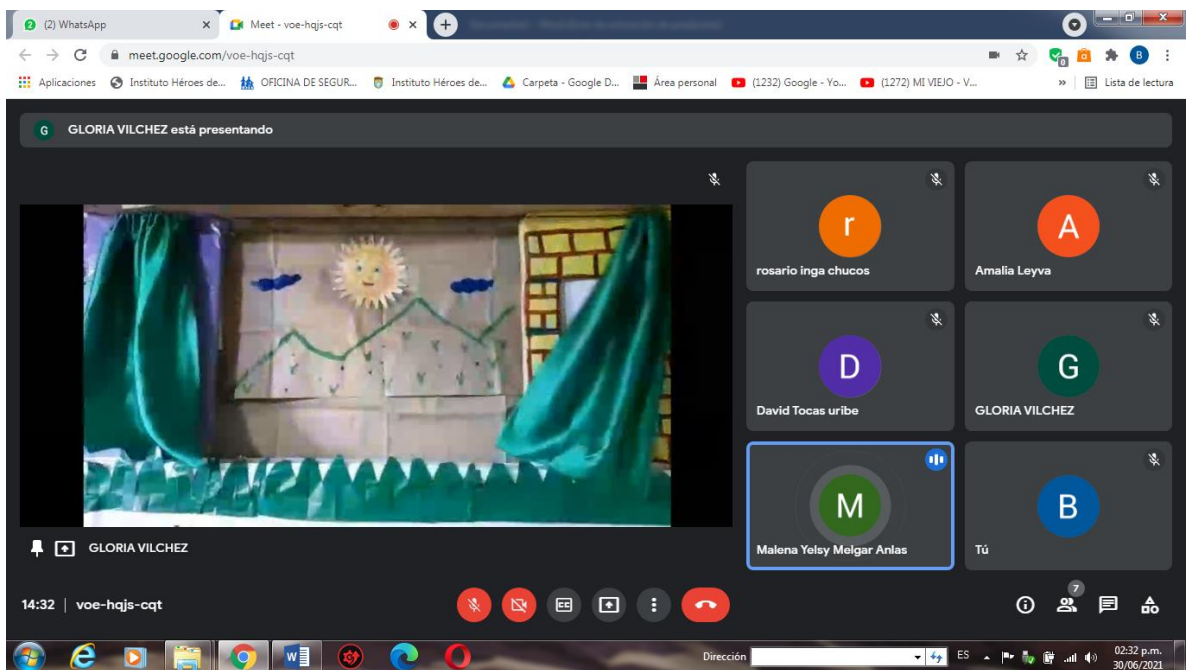 (2) WhatsApp
Meet - voe-hqjs-cqt
meet.google.com/voe-hqjs-cqt
B
Aplicaciones
Instituto Héroes de...
OFICINA DE SEGUR...
Instituto Héroes de...
Carpeta - Google D...
Área personal
(1232) Google - Yo...
(1272) MI VIEJO - V...
»
Lista de lectura
G GLORIA VILCHEZ está presentando
r
rosario inga chucos
A
Amalia Leyva
D
David Tocas uribe
G
GLORIA VILCHEZ
M
Malena Yelsy Melgar Anlas
B
Tú
GLORIA VILCHEZ
14:32 | voe-hqjs-cqt
CC
7
Dirección
ES
02:32 p.m.
30/06/2021